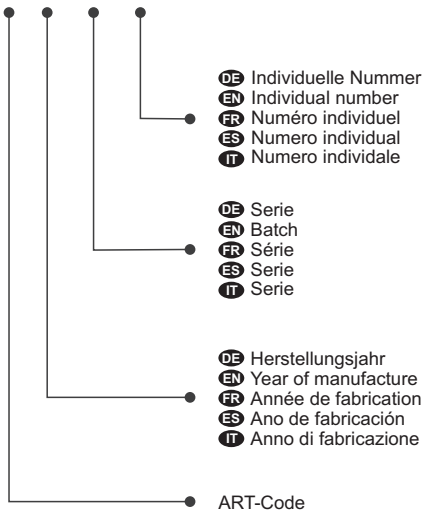 DE Individuelle Nummer
EN Individual number
FR Numéro individuel
ES Numero individual
IT Numero individale
DE Serie
EN Batch
FR Série
ES Serie
IT Serie
DE Herstellungsjahr
EN Year of manufacture
FR Année de fabrication
ES Ano de fabricación
IT Anno di fabricazione
ART-Code